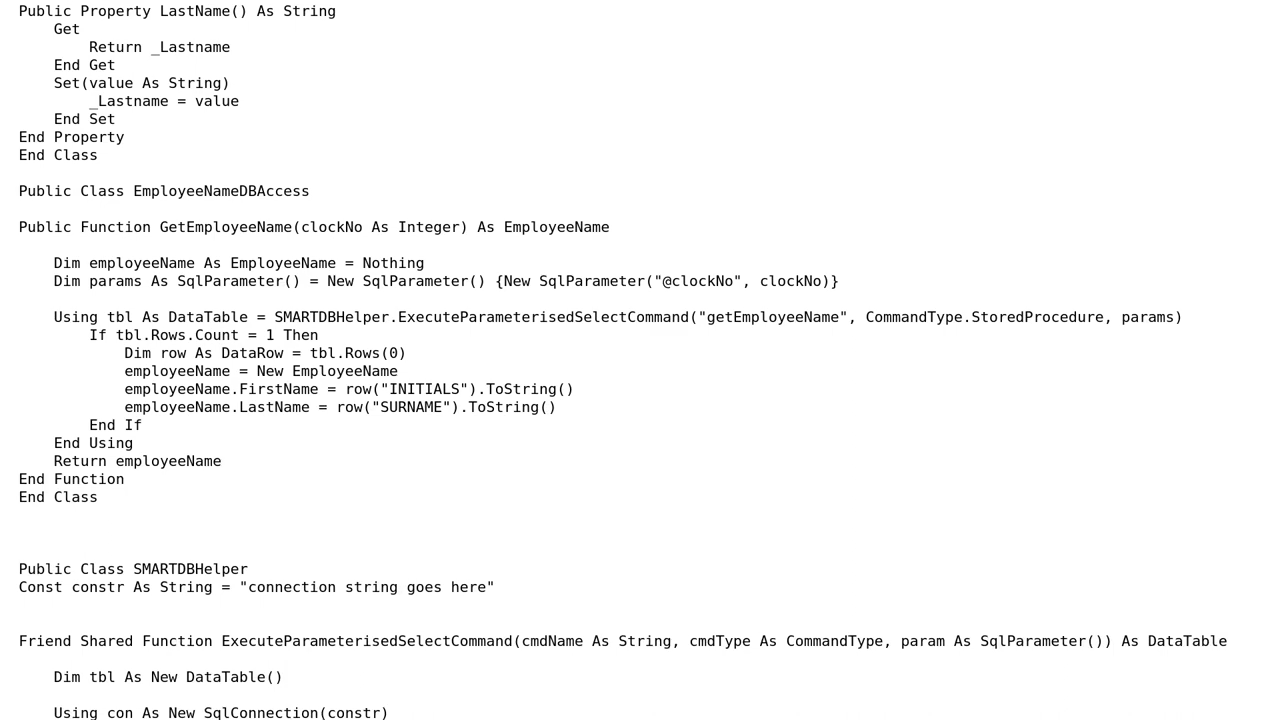 Public Property LastName() As String
    Get
        Return _Lastname
    End Get
    Set(value As String)
        _Lastname = value
    End Set
End Property
End Class

Public Class EmployeeNameDBAccess

Public Function GetEmployeeName(clockNo As Integer) As EmployeeName

    Dim employeeName As EmployeeName = Nothing
    Dim params As SqlParameter() = New SqlParameter() {New SqlParameter("@clockNo", clockNo)}

    Using tbl As DataTable = SMARTDBHelper.ExecuteParameterisedSelectCommand("getEmployeeName", CommandType.StoredProcedure, params)
        If tbl.Rows.Count = 1 Then
            Dim row As DataRow = tbl.Rows(0)
            employeeName = New EmployeeName
            employeeName.FirstName = row("INITIALS").ToString()
            employeeName.LastName = row("SURNAME").ToString()
        End If
    End Using
    Return employeeName
End Function
End Class

Public Class SMARTDBHelper
Const constr As String = "connection string goes here"

Friend Shared Function ExecuteParameterisedSelectCommand(cmdName As String, cmdType As CommandType, param As SqlParameter()) As DataTable

    Dim tbl As New DataTable()

    Using con As New SqlConnection(constr)